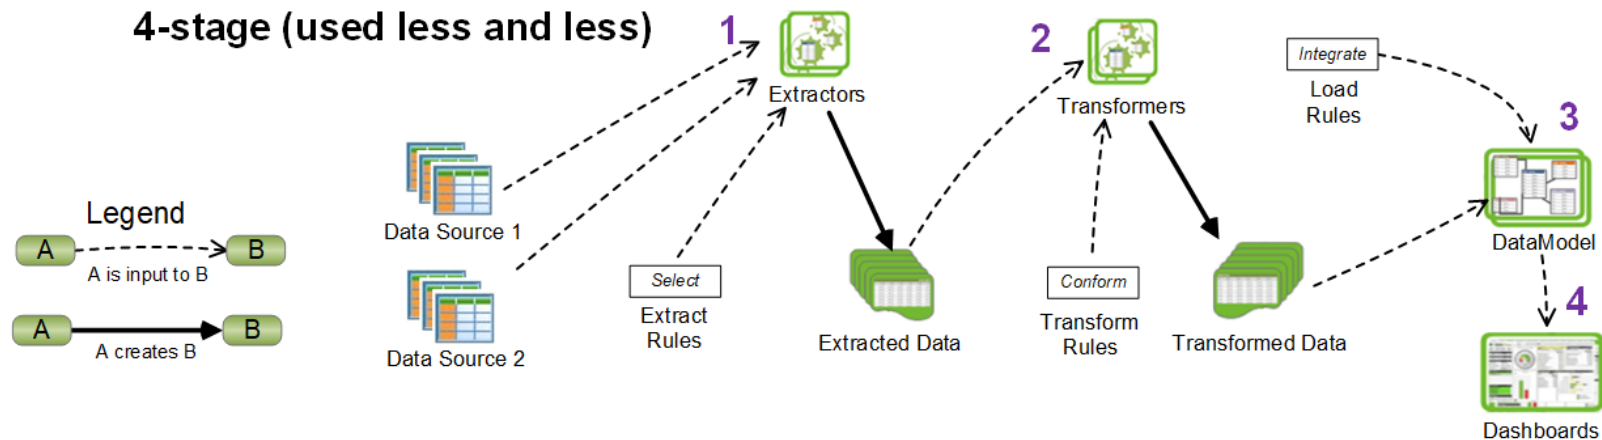 4-stage (used less and less)
1
Extractors
2
Transformers
Integrate
Load
Rules
3
DataModel
4
Dashboards
Data Source 1
Data Source 2
Select
Extract
Rules
Extracted Data
Conform
Transform
Rules
Transformed Data
Legend
A
B
A is input to B
A
B
A creates B